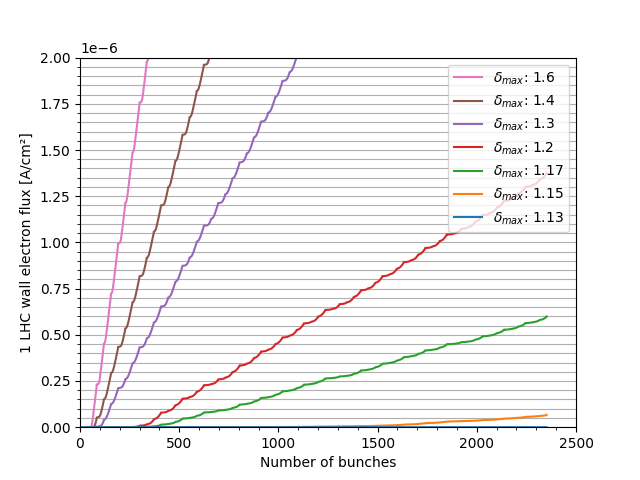 1e−6
2.00
1.75
1.50
1.25
1.00
0.75
0.50
0.25
0.00
1 LHC wall electron flux [A/cm²]
δmax: 1.6
δmax: 1.4
δmax: 1.3
δmax: 1.2
δmax: 1.17
δmax: 1.15
δmax: 1.13
0 500 1000 1500 2000 2500
Number of bunches